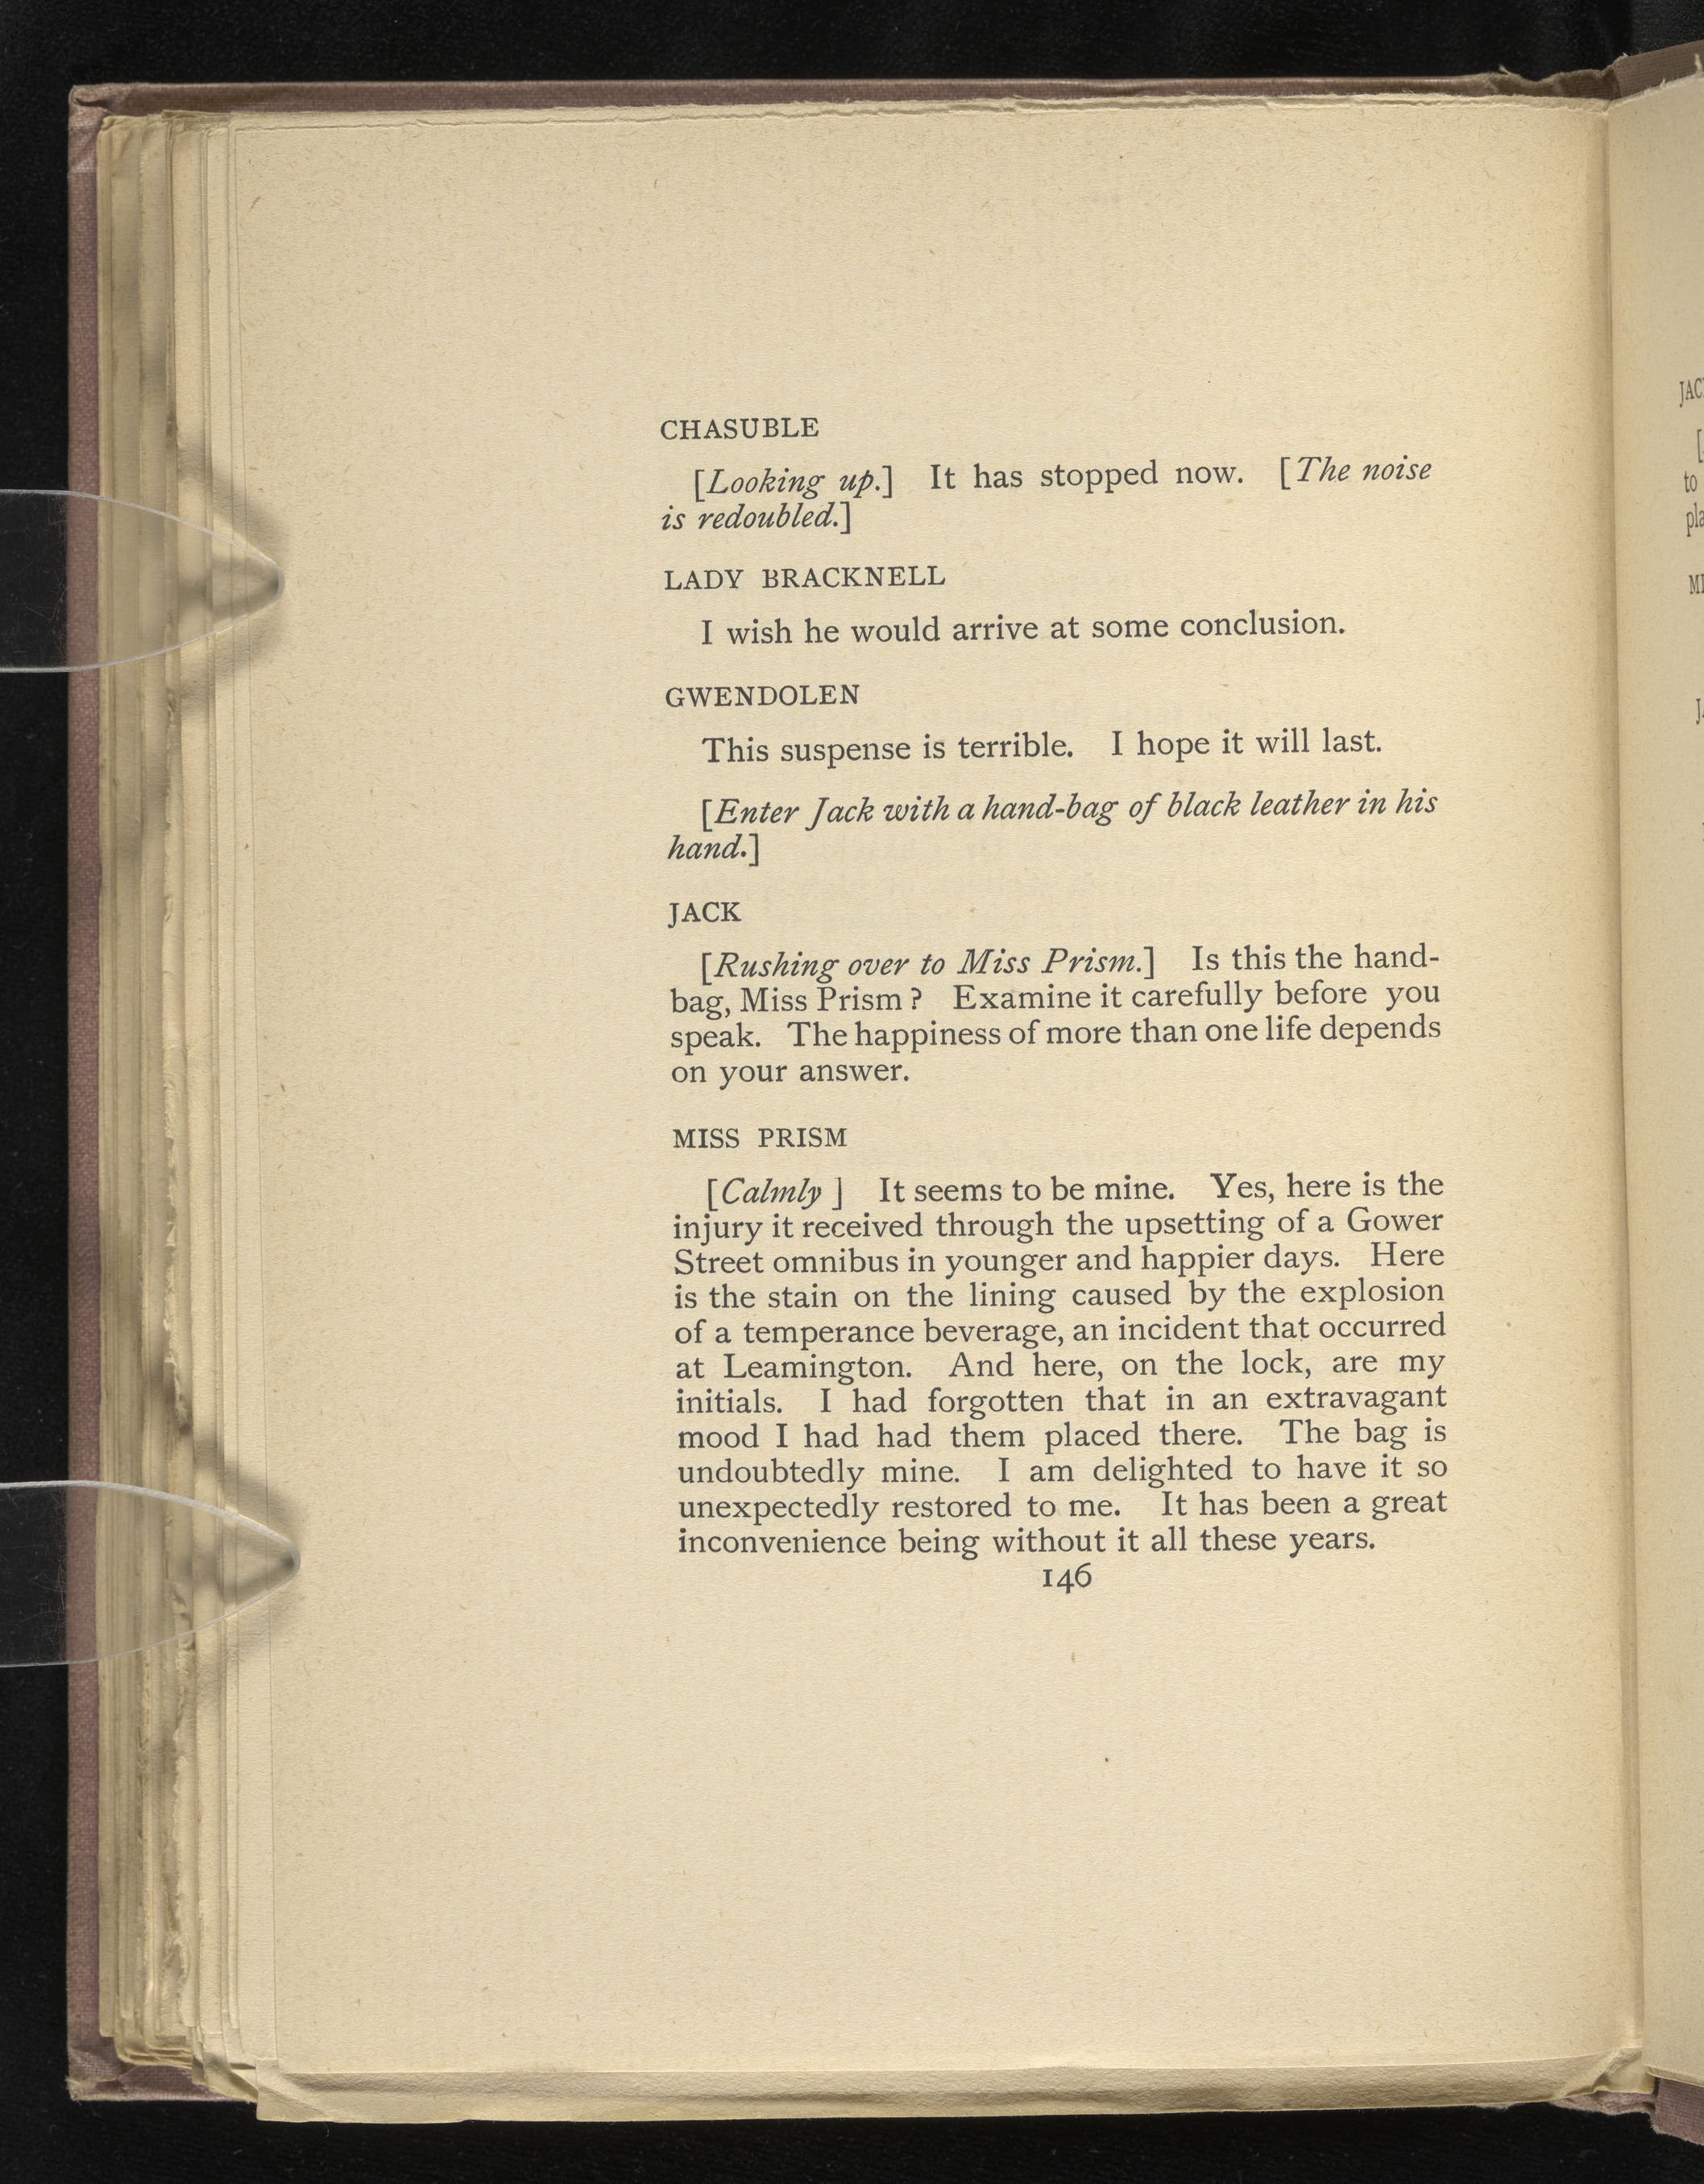 CHASUBLE
[Looking up.] It has stopped now. [The noise
is redoubled.]
LADY BRACKNELL
I wish he would arrive at some conclusion.
GWENDOLEN
This suspense is terrible. I hope it will last.
[Enter Jack with a hand-bag of black leather in his
hand.]
JACK
[Rushing over to Miss Prism.] Is this the hand-
bag, Miss Prism? Examine it carefully before you
speak. The happiness of more than one life depends
on your answer.
MISS PRISM
[Calmly ] It seems to be mine. Yes, here is the
injury it received through the upsetting of a Gower
Street omnibus in younger and happier days. Here
is the stain on the lining caused by the explosion
of a temperance beverage, an incident that occurred
at Leamington. And here, on the lock, are my
initials. I had forgotten that in an extravagant
mood I had had them placed there. The bag is
undoubtedly mine. I am delighted to have it so
unexpectedly restored to me. It has been a great
inconvenience being without it all these years.
146
to